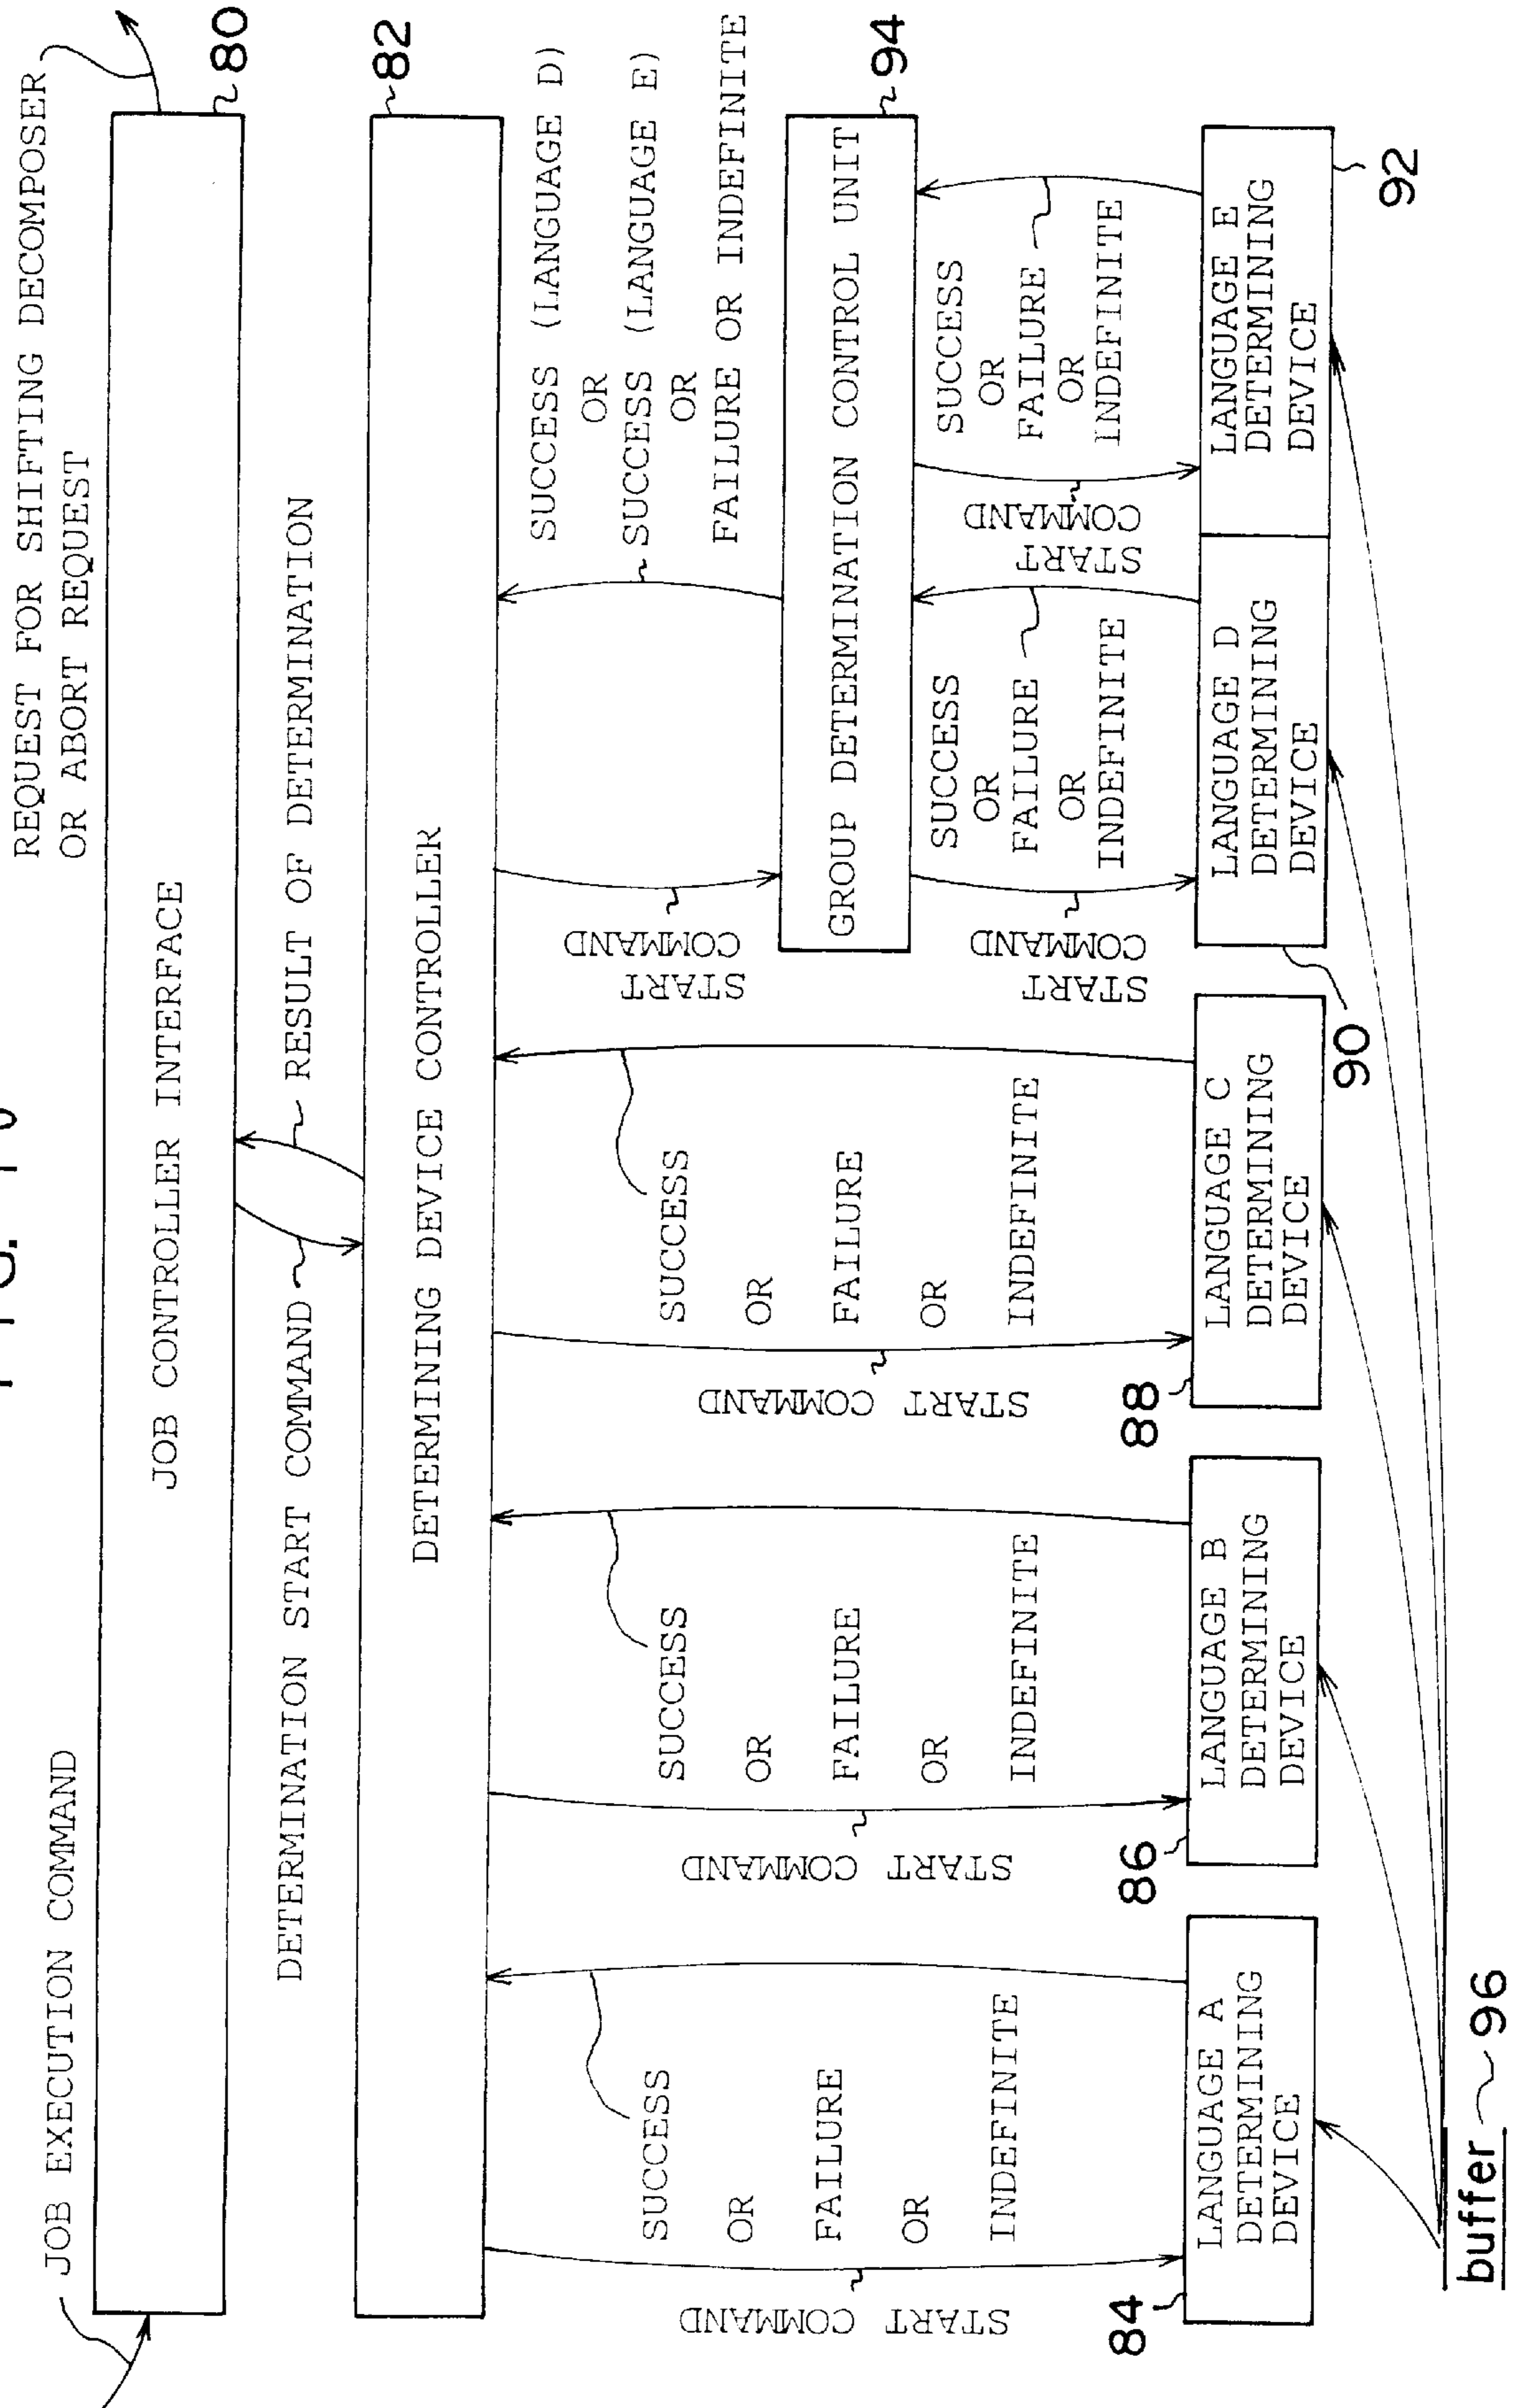 JOB EXECUTION COMMAND
REQUEST FOR SHIFTING DECOMPOSER
OR ABORT REQUEST
JOB CONTROLLER INTERFACE
80
DETERMINATION START COMMAND
RESULT OF DETERMINATION
82
DETERMINING DEVICE CONTROLLER
START COMMAND
SUCCESS
OR
FAILURE
OR
INDEFINITE
START COMMAND
SUCCESS
OR
FAILURE
OR
INDEFINITE
START COMMAND
SUCCESS
OR
FAILURE
OR
INDEFINITE
START
COMMAND
SUCCESS (LANGUAGE D)
OR
SUCCESS (LANGUAGE E)
OR
FAILURE OR INDEFINITE
94
GROUP DETERMINATION CONTROL UNIT
START
COMMAND
SUCCESS
OR
FAILURE
OR
INDEFINITE
START
COMMAND
SUCCESS
OR
FAILURE
OR
INDEFINITE
84
LANGUAGE A
DETERMINING
DEVICE
86
LANGUAGE B
DETERMINING
DEVICE
88
LANGUAGE C
DETERMINING
DEVICE
90
LANGUAGE D
DETERMINING
DEVICE
LANGUAGE E
DETERMINING
DEVICE
92
buffer
96